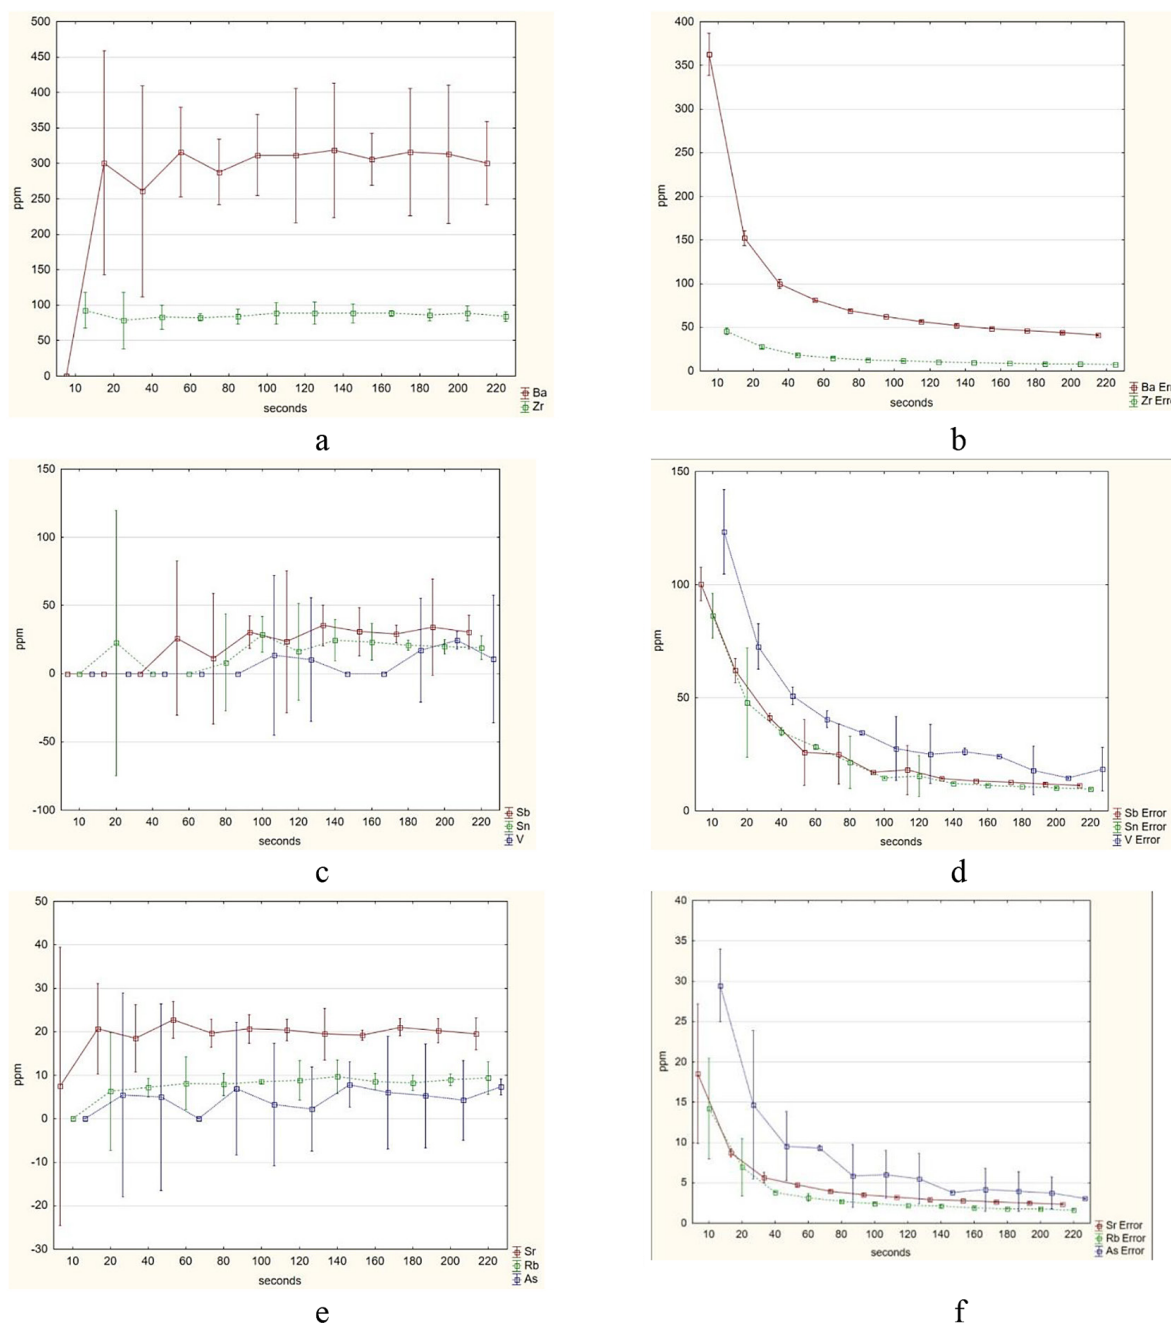 500
450
400
350
300
250
200
150
100
50
0
ppm
10 20 40 60 80 100 120 140 160 180 200 220
seconds
Ba
Zr
a
400
350
300
250
200
150
100
50
0
ppm
10 20 40 60 80 100 120 140 160 180 200 220
seconds
Ba Err
Zr Erro
b
150
100
50
0
-50
-100
ppm
20 20 40 60 80 100 120 140 160 180 200 220
seconds
Sb
Sn
V
c
150
100
50
0
ppm
10 20 40 60 80 100 120 140 160 180 200 220
seconds
Sb Error
Sn Error
V Error
d
50
40
30
20
10
0
-10
-20
-30
ppm
10 20 40 60 80 100 120 140 160 180 200 220
seconds
Sr
Rb
As
e
40
35
30
25
20
15
10
5
0
ppm
10 20 40 60 80 100 120 140 160 180 200 220
seconds
Sr Error
Rb Error
As Error
f